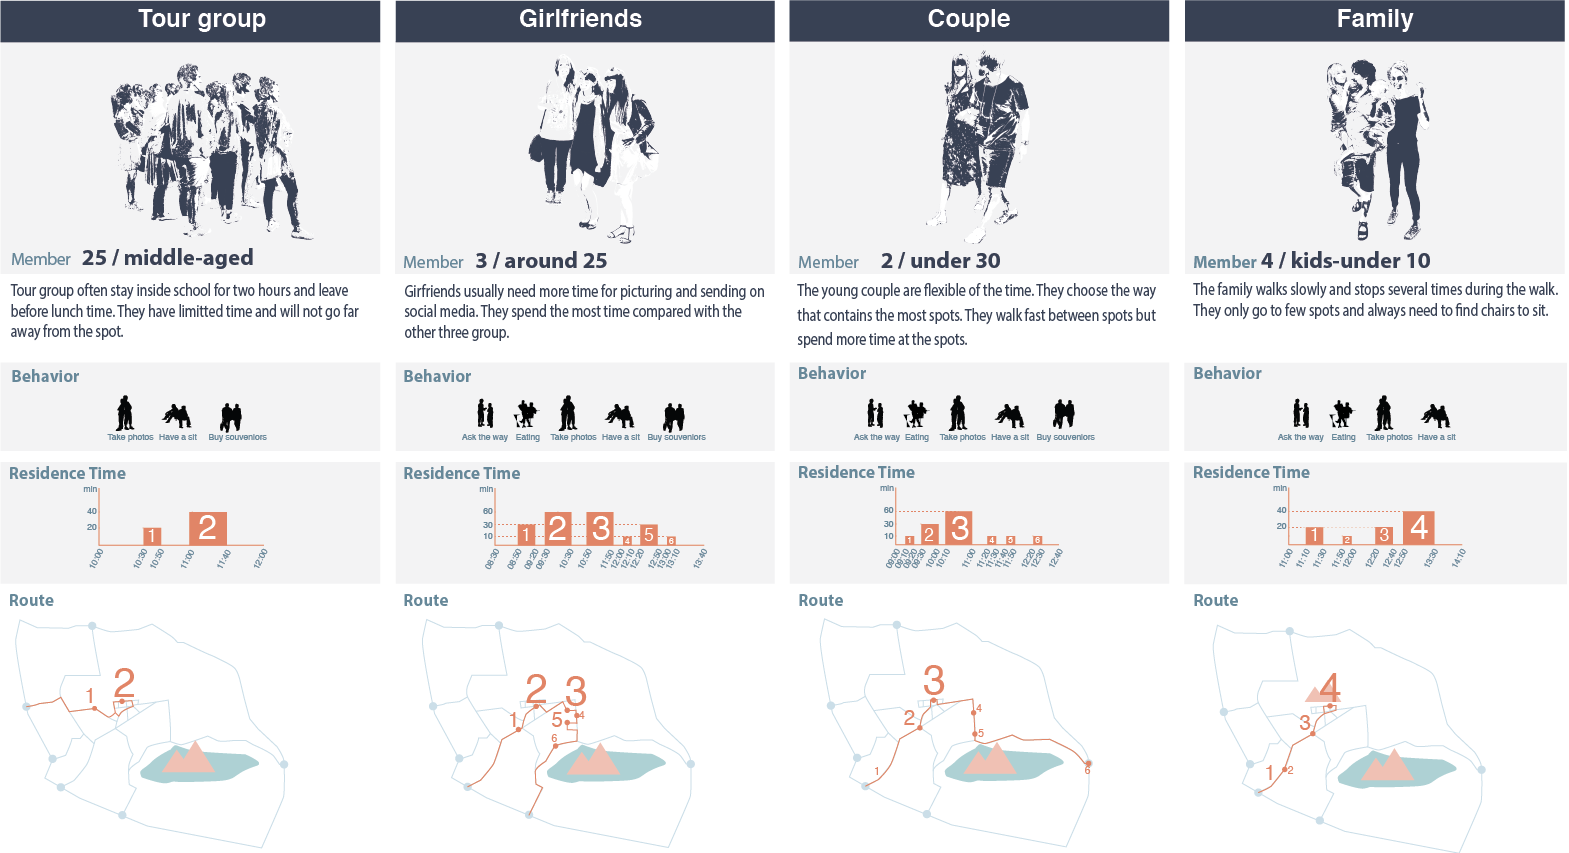 Tour group
Member 25 / middle-aged
Tour group often stay inside school for two hours and leave
before lunch time. They have limitted time and will not go far
away from the spot.
Behavior
Take photos Have a sit Buy souveniors
Residence Time
min
40
20
1 2
10:00 10:30 10:50 11:00 11:40 12:00
Route
1 2
Girlfriends
Member 3 / around 25
Girfriends usually need more time for picturing and sending on
social media. They spend the most time compared with the
other three group.
Behavior
Ask the way Eating Take photos Have a sit Buy souveniors
Residence Time
min
60
30
10
1 2 3 4 5 6
08:30 08:50 09:20 09:30 10:30 10:50 11:50 12:00 12:10 12:20 12:50 13:00 13:10 13:40
Route
2 3
1 5 4
6
Couple
Member 2 / under 30
The young couple are flexible of the time. They choose the way
that contains the most spots. They walk fast between spots but
spend more time at the spots.
Behavior
Ask the way Eating Take photos Have a sit Buy souveniors
Residence Time
min
60
30
10
1 2 3 4 5 6
09:00 09:10 09:20 09:30 10:00 10:10 11:00 11:20 11:30 11:40 11:50 12:20 12:40
Route
3
2 4
5
1 6
Family
Member 4 / kids-under 10
The family walks slowly and stops several times during the walk.
They only go to few spots and always need to find chairs to sit.
Behavior
Ask the way Eating Take photos Have a sit
Residence Time
min
40
20
1 2 3 4
11:00 11:10 11:30 11:50 12:00 12:20 12:40 12:50 13:30 14:10
Route
4
3
1 2